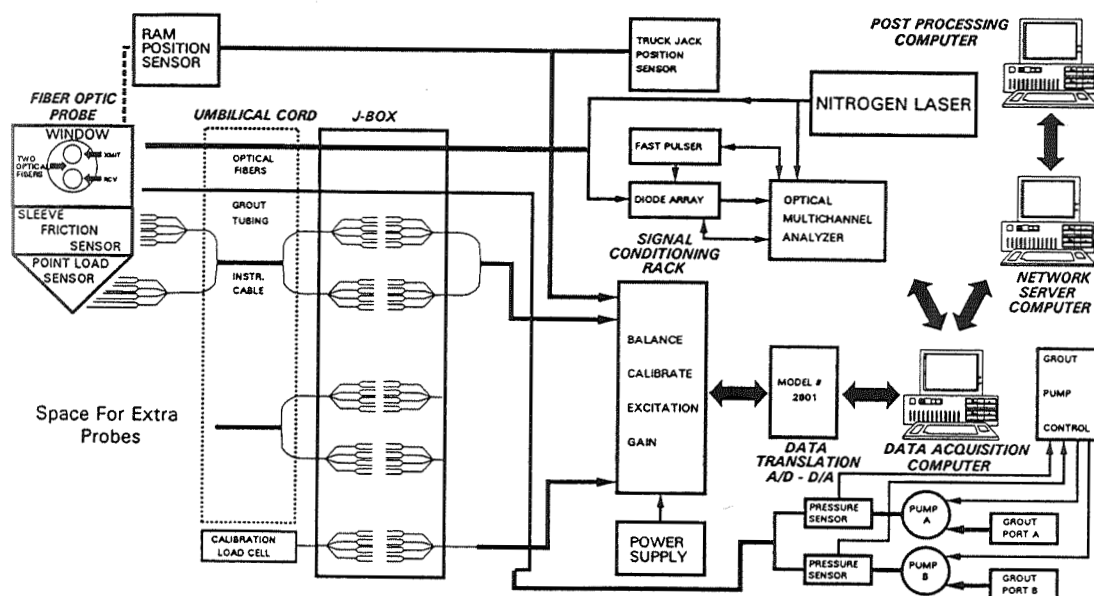 RAM
POSITION
SENSOR
TRUCK JACK
POSITION
SENSOR
POST PROCESSING
COMPUTER
NITROGEN LASER
FIBER OPTIC
PROBE
WINDOW
TWO
OPTICAL
FIBERS
XMIT
RCV
SLEEVE
FRICTION
SENSOR
POINT LOAD
SENSOR
UMBILICAL CORD
J-BOX
OPTICAL
FIBERS
GROUT
TUBING
INSTR.
CABLE
FAST PULSER
DIODE ARRAY
OPTICAL
MULTICHANNEL
ANALYZER
SIGNAL
CONDITIONING
RACK
NETWORK
SERVER
COMPUTER
BALANCE
CALIBRATE
EXCITATION
GAIN
MODEL #
2801
DATA
TRANSLATION
A/D - D/A
DATA ACQUISITION
COMPUTER
GROUT
PUMP
CONTROL
Space For Extra
Probes
CALIBRATION
LOAD CELL
POWER
SUPPLY
PRESSURE
SENSOR
PUMP
A
GROUT
PORT A
PRESSURE
SENSOR
PUMP
B
GROUT
PORT B